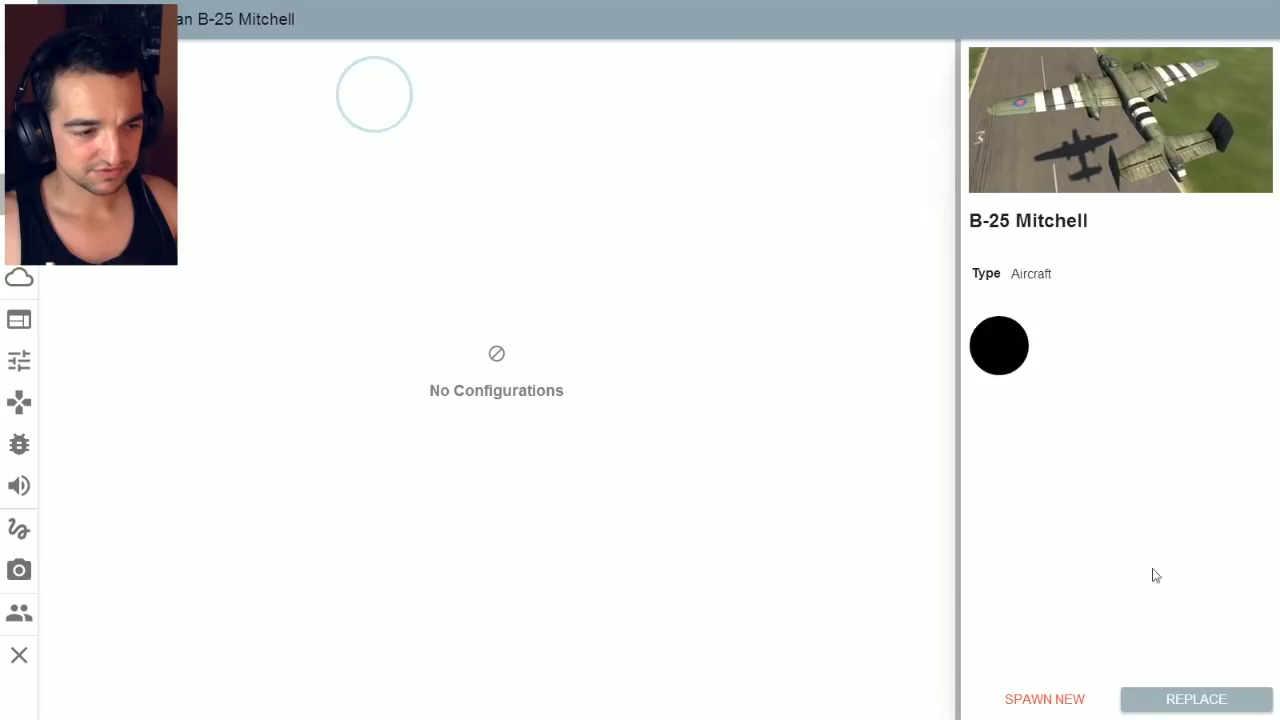 an B-25 Mitchell
B-25 Mitchell
Type Aircraft
No Configurations
SPAWN NEW
REPLACE